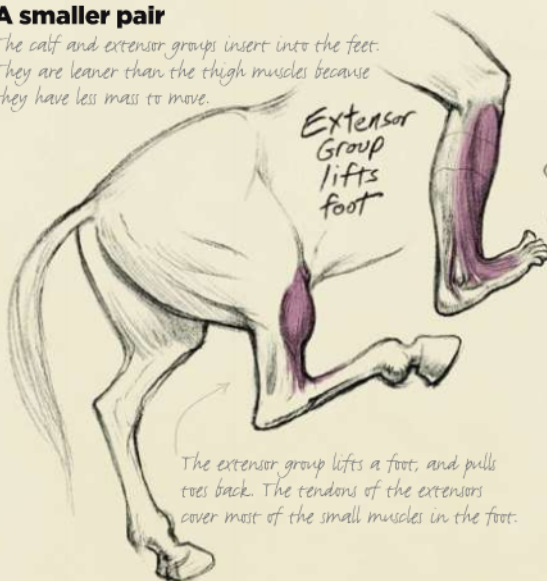 A smaller pair
The calf and extensor groups insert into the feet.
They are leaner than the thigh muscles because
they have less mass to move.
Extensor
Group
lifts
foot
The extensor group lifts a foot, and pulls
toes back. The tendons of the extensors
cover most of the small muscles in the foot.